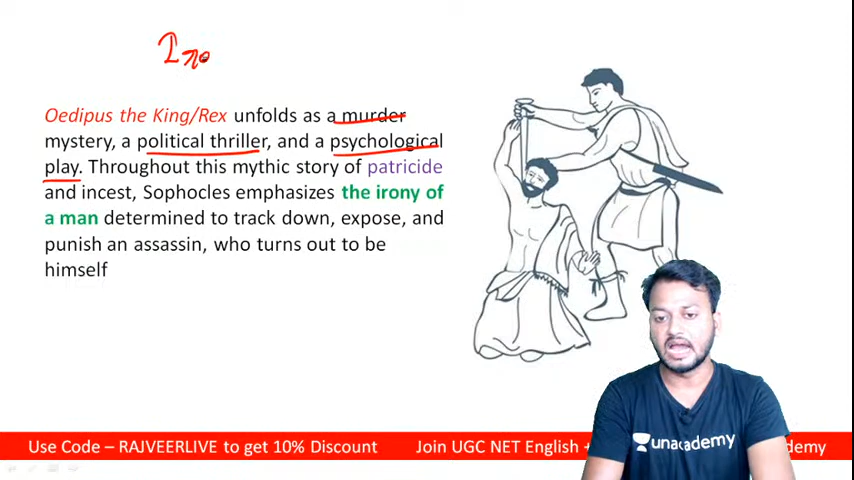 Oedipus the King/Rex unfolds as a murder
mystery, a political thriller, and a psychological
play. Throughout this mythic story of patricide
and incest, Sophocles emphasizes the irony of
a man determined to track down, expose, and
punish an assassin, who turns out to be
himself
unacademy
Use Code – RAJVEERLIVE to get 10% Discount
Join UGC NET English +